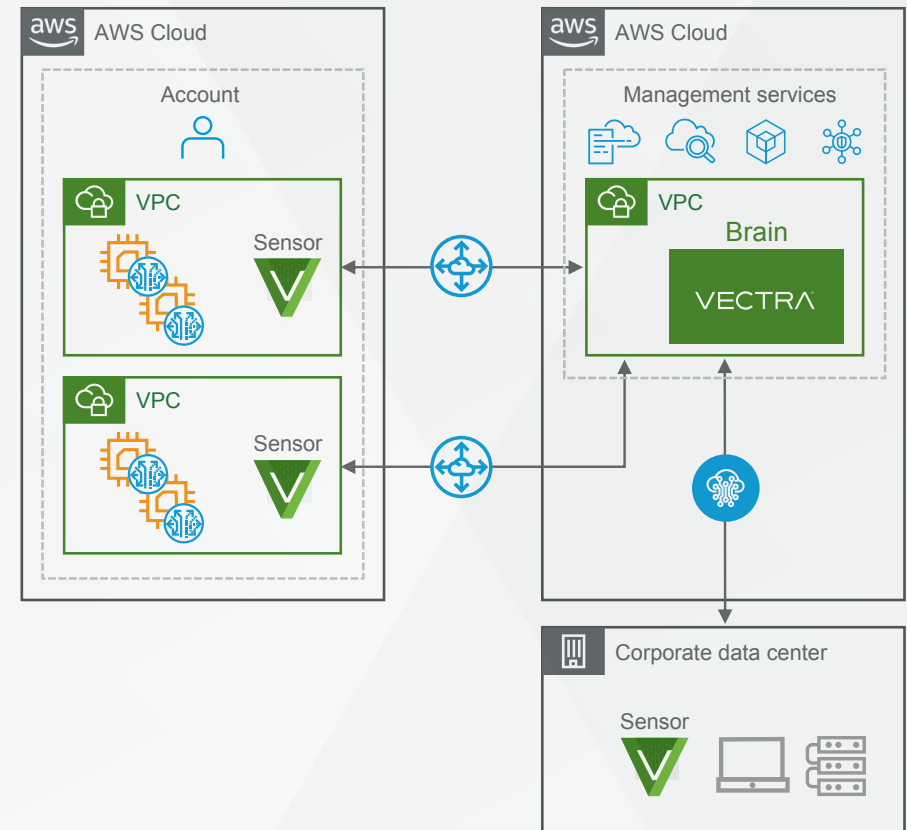 aws
AWS Cloud
Account
VPC
Sensor
VPC
Sensor
aws
AWS Cloud
Management services
VPC
Brain
VECTRA
Corporate data center
Sensor